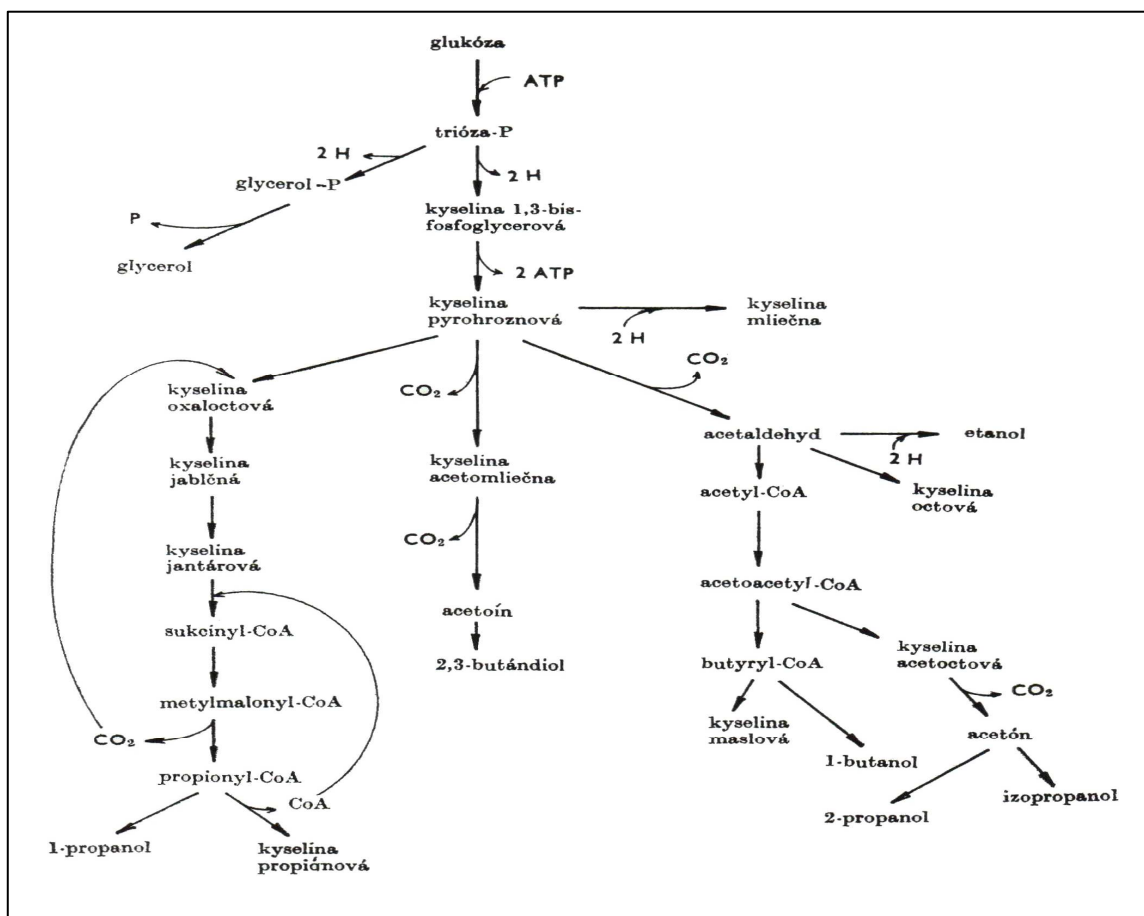 glukóza
ATP
trióza-P
2 H
2 H
glycerol-P
kyselina 1,3-bis-
fosfoglycerová
P
glycerol
2 ATP
kyselina
pyrohroznová
kyselina
mliečna
2 H
CO₂
CO₂
kyselina
oxaloctová
acetaldehyd
etanol
2 H
kyselina
jablčná
kyselina
acetomliečna
acetyl-CoA
kyselina
octová
CO₂
kyselina
jantárová
acetoacetyl-CoA
acetoín
sukcínyl-CoA
2,3-butándiol
butyryl-CoA
kyselina
acetoctová
metylmalonyl-CoA
CO₂
CO₂
kyselina
maslová
acetón
1-butanol
propionyl-CoA
CoA
izopropanol
2-propanol
1-propanol
kyselina
propiánová